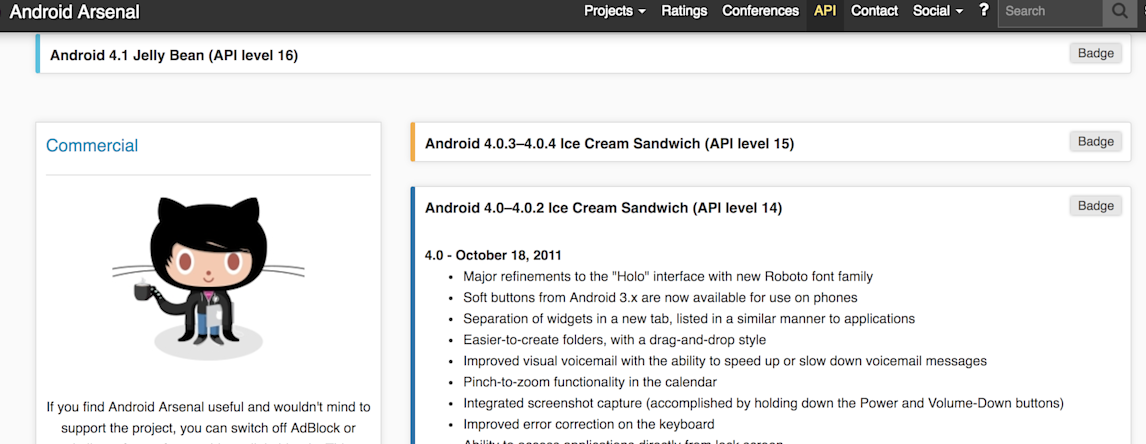 Android Arsenal
Projects Ratings Conferences API Contact Social ? Search
Android 4.1 Jelly Bean (API level 16) Badge
Commercial
If you find Android Arsenal useful and wouldn't mind to
support the project, you can switch off AdBlock or
Android 4.0.3–4.0.4 Ice Cream Sandwich (API level 15) Badge
Android 4.0–4.0.2 Ice Cream Sandwich (API level 14) Badge
4.0 - October 18, 2011
• Major refinements to the "Holo" interface with new Roboto font family
• Soft buttons from Android 3.x are now available for use on phones
• Separation of widgets in a new tab, listed in a similar manner to applications
• Easier-to-create folders, with a drag-and-drop style
• Improved visual voicemail with the ability to speed up or slow down voicemail messages
• Pinch-to-zoom functionality in the calendar
• Integrated screenshot capture (accomplished by holding down the Power and Volume-Down buttons)
• Improved error correction on the keyboard
• Ability to access applications directly from lock screen